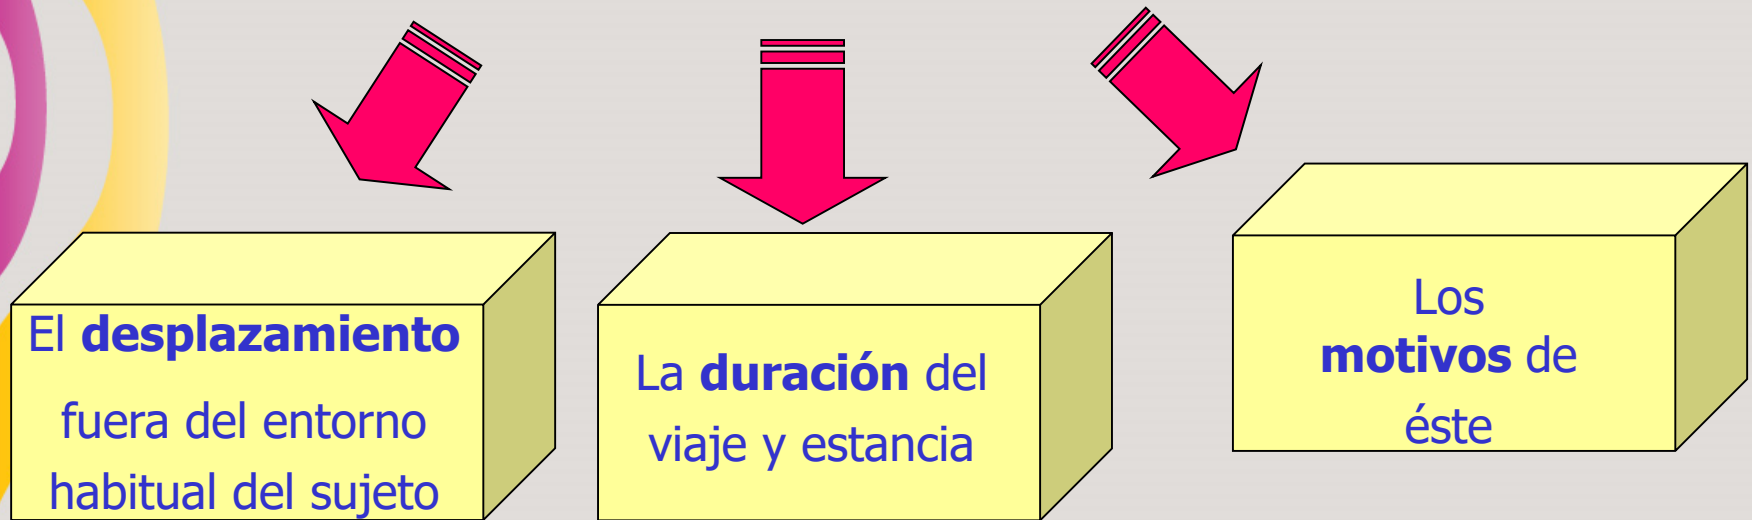 El desplazamiento
fuera del entorno
habitual del sujeto
La duración del
viaje y estancia
Los
motivos de
éste